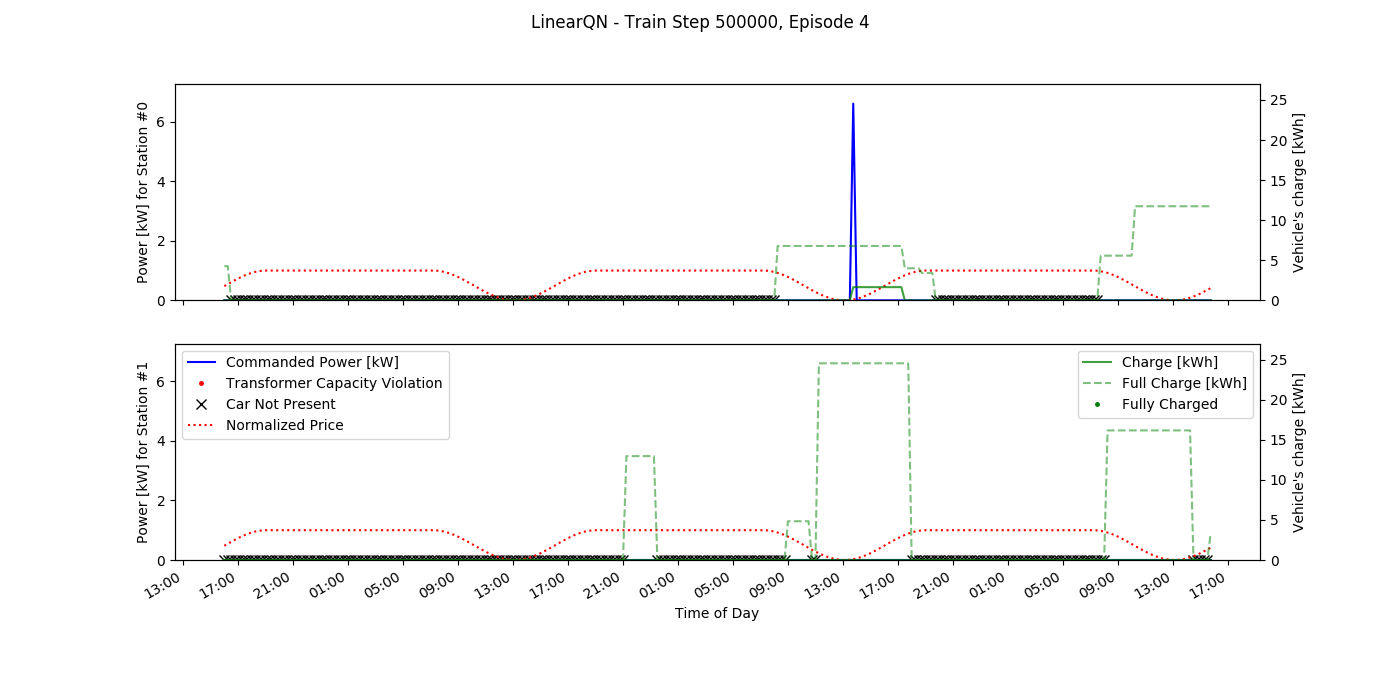 LinearQN - Train Step 500000, Episode 4
Power [kW] for Station #0
6
4
2
0
25
20
15
10
5
0
Vehicle's charge [kWh]
Power [kW] for Station #1
6
4
2
0
Commanded Power [kW]
Transformer Capacity Violation
Car Not Present
Normalized Price
Charge [kWh]
Full Charge [kWh]
Fully Charged
25
20
15
10
5
0
Vehicle's charge [kWh]
13:00 17:00 21:00 01:00 05:00 09:00 13:00 17:00 21:00 01:00 05:00 09:00 13:00 17:00 21:00 01:00 05:00 09:00 13:00 17:00
Time of Day